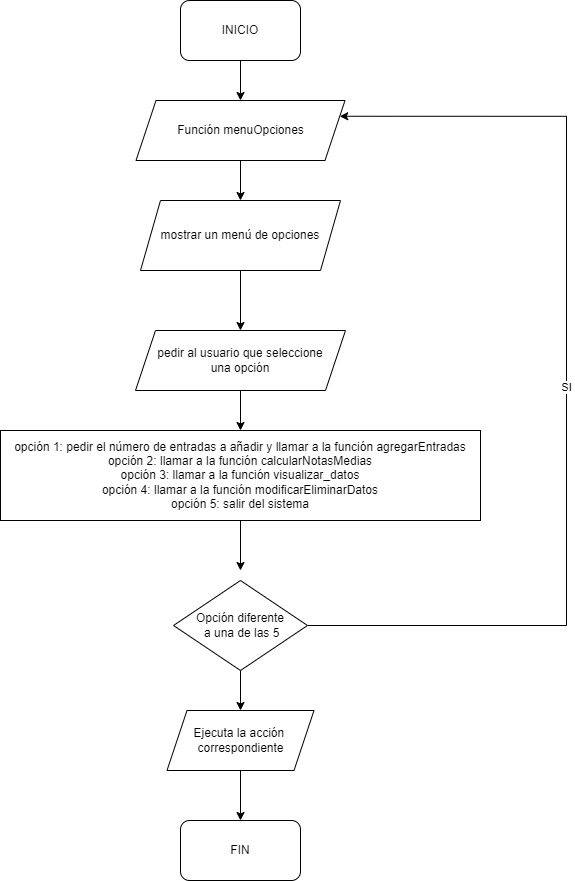 INICIO
Función menuOpciones
mostrar un menú de opciones
pedir al usuario que seleccione
una opción
SI
opción 1: pedir el número de entradas a añadir y llamar a la función agregarEntradas
opción 2: llamar a la función calcularNotasMedias
opción 3: llamar a la función visualizar_datos
opción 4: llamar a la función modificarEliminarDatos
opción 5: salir del sistema
Opción diferente
a una de las 5
Ejecuta la acción
correspondiente
FIN